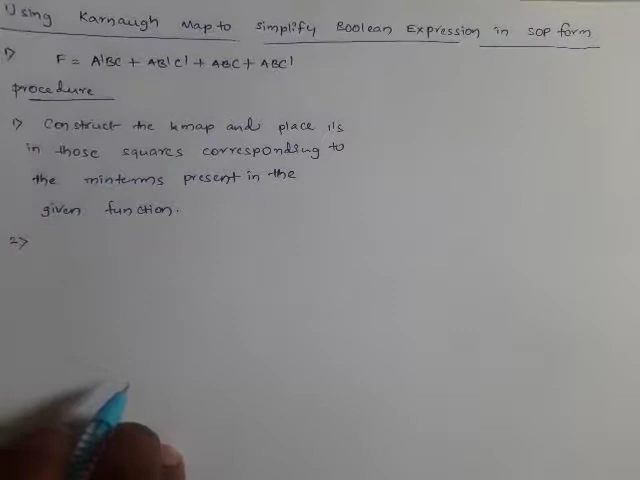 Using Karnaugh Map to simplify Boolean Expression in SOP form
1) F = A'BC + AB'C' + ABC + ABC'
procedure
1) Construct the kmap and place 1's
in those squares corresponding to
the minterms present in the
given function.
=>